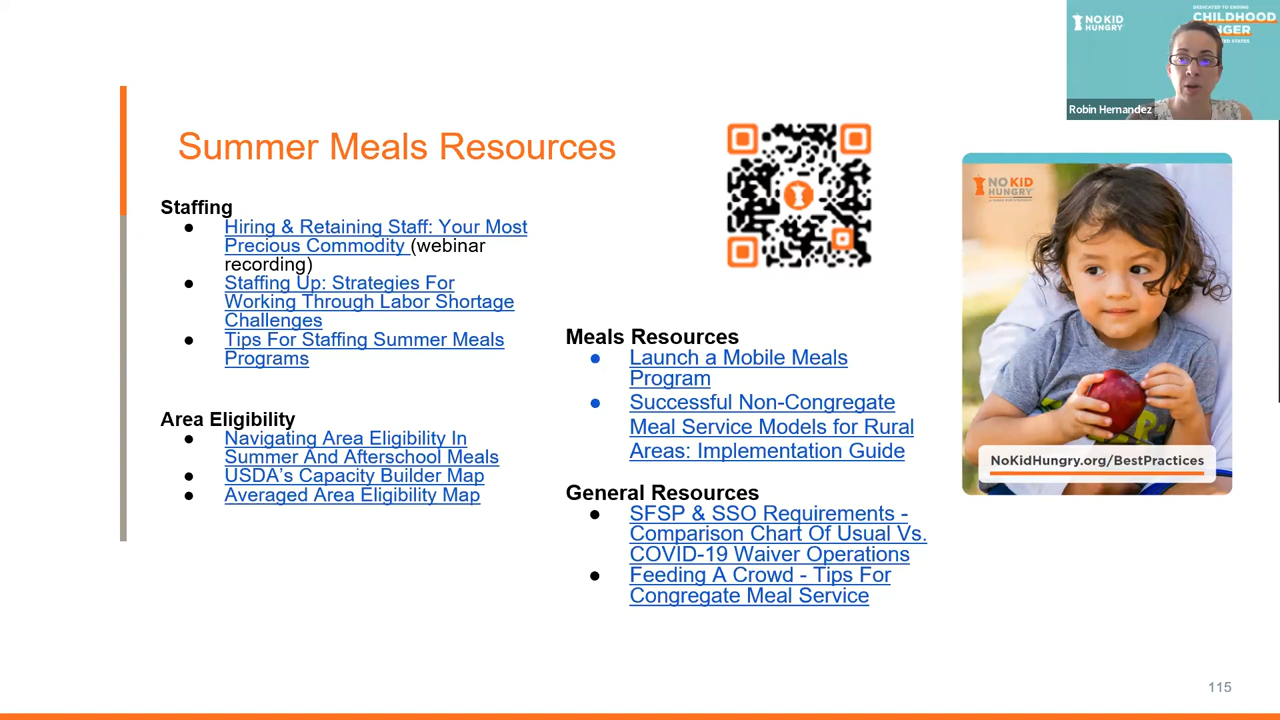 Summer Meals Resources
Staffing
● Hiring & Retaining Staff: Your Most
Precious Commodity (webinar
recording)
● Staffing Up: Strategies For
Working Through Labor Shortage
Challenges
● Tips For Staffing Summer Meals
Programs
Area Eligibility
● Navigating Area Eligibility In
Summer And Afterschool Meals
● USDA's Capacity Builder Map
● Averaged Area Eligibility Map
Meals Resources
● Launch a Mobile Meals
Program
● Successful Non-Congregate
Meal Service Models for Rural
Areas: Implementation Guide
General Resources
● SFSP & SSO Requirements -
Comparison Chart Of Usual Vs.
COVID-19 Waiver Operations
● Feeding A Crowd - Tips For
Congregate Meal Service
NO KID
HUNGRY
NoKidHungry.org/BestPractices
NO KID
HUNGRY
DEDICATED TO ENDING
CHILDHOOD
Robin Hernandez
115